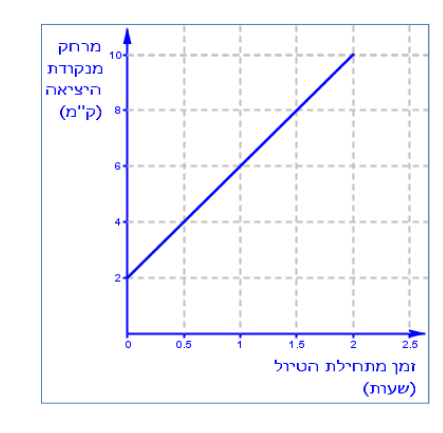 מרחק
מנקודת
היציאה
(ק"מ)
10
8
6
4
2
0 0.5 1 1.5 2 2.5
זמן מתחילת הטיול
(שעות)